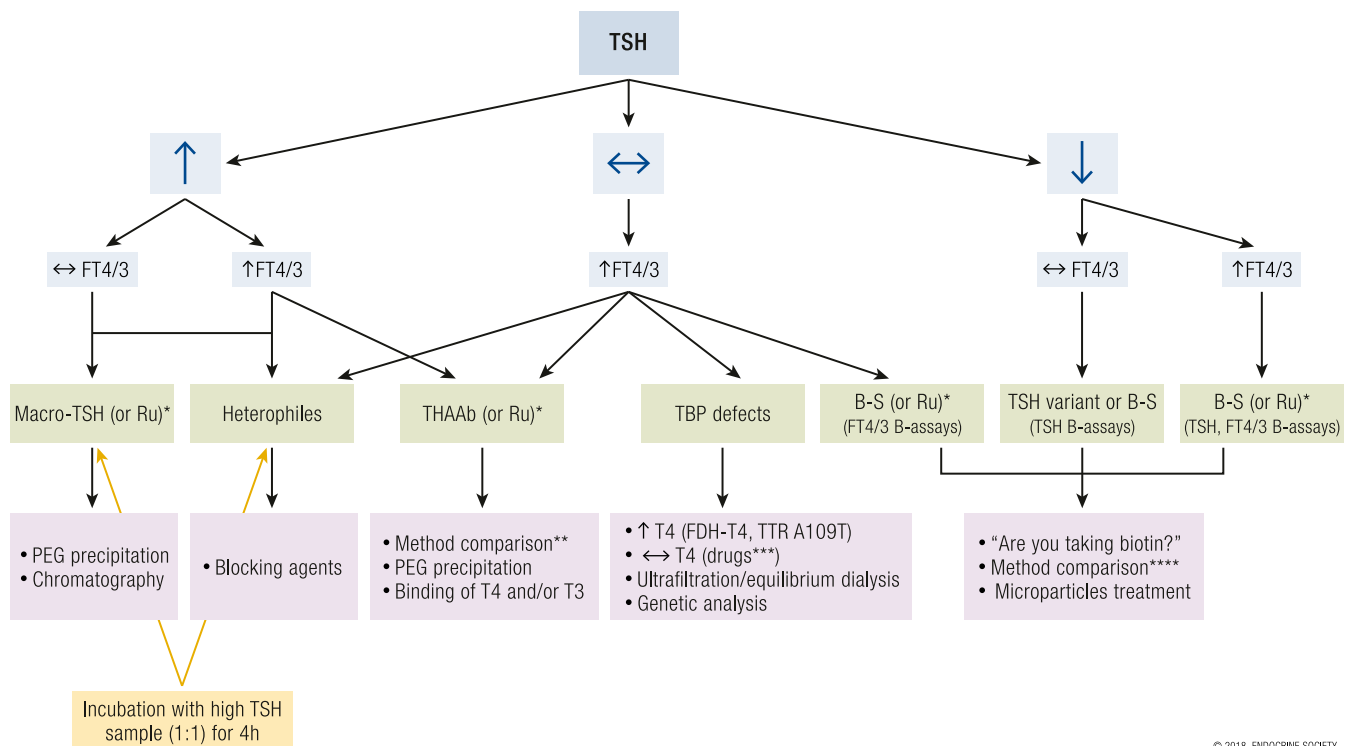 TSH
↑
↔
↓
↔ FT4/3
↑FT4/3
↑FT4/3
↔ FT4/3
↑FT4/3
Macro-TSH (or Ru)*
Heterophiles
THAAb (or Ru)*
TBP defects
B-S (or Ru)*
(FT4/3 B-assays)
TSH variant or B-S
(TSH B-assays)
B-S (or Ru)*
(TSH, FT4/3 B-assays)
• PEG precipitation
• Chromatography
• Blocking agents
• Method comparison**
• PEG precipitation
• Binding of T4 and/or T3
• ↑ T4 (FDH-T4, TTR A109T)
• ↔ T4 (drugs***)
• Ultrafiltration/equilibrium dialysis
• Genetic analysis
• "Are you taking biotin?"
• Method comparison****
• Microparticles treatment
Incubation with high TSH
sample (1:1) for 4h
© 2018 ENDOCRINE SOCIETY